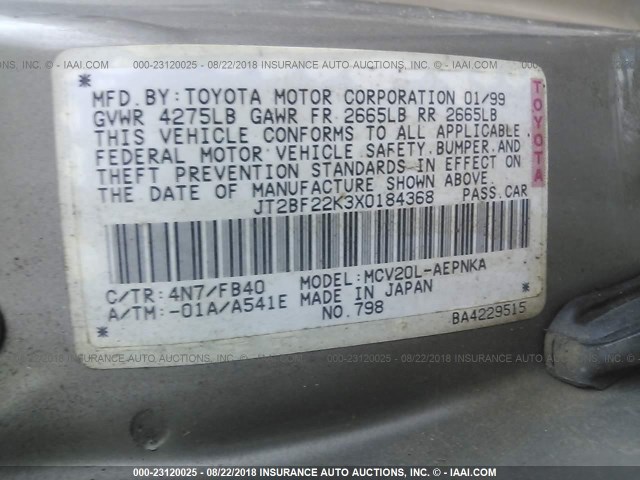 000-23120025 - 08/22/2018 INSURANCE AUTO AUCTIONS - © - IAAI.COM
MFD. BY: TOYOTA MOTOR CORPORATION 01/99
GVWR 4275LB GAWR FR 2665LB RR 2665LB
THIS VEHICLE CONFORMS TO ALL APPLICABLE
FEDERAL MOTOR VEHICLE SAFETY, BUMPER, AND
THEFT PREVENTION STANDARDS IN EFFECT ON
THE DATE OF MANUFACTURE SHOWN ABOVE.
JT2BF22K3X0184368 PASS.CAR
TOYOTA
C/TR: 4N7/FB40 MODEL: MCV20L-AEPNKA
A/TM: -01A/A541E MADE IN JAPAN
NO.798 BA4229515
000-23120025 - 08/22/2018 INSURANCE AUTO AUCTIONS - © - IAAI.COM